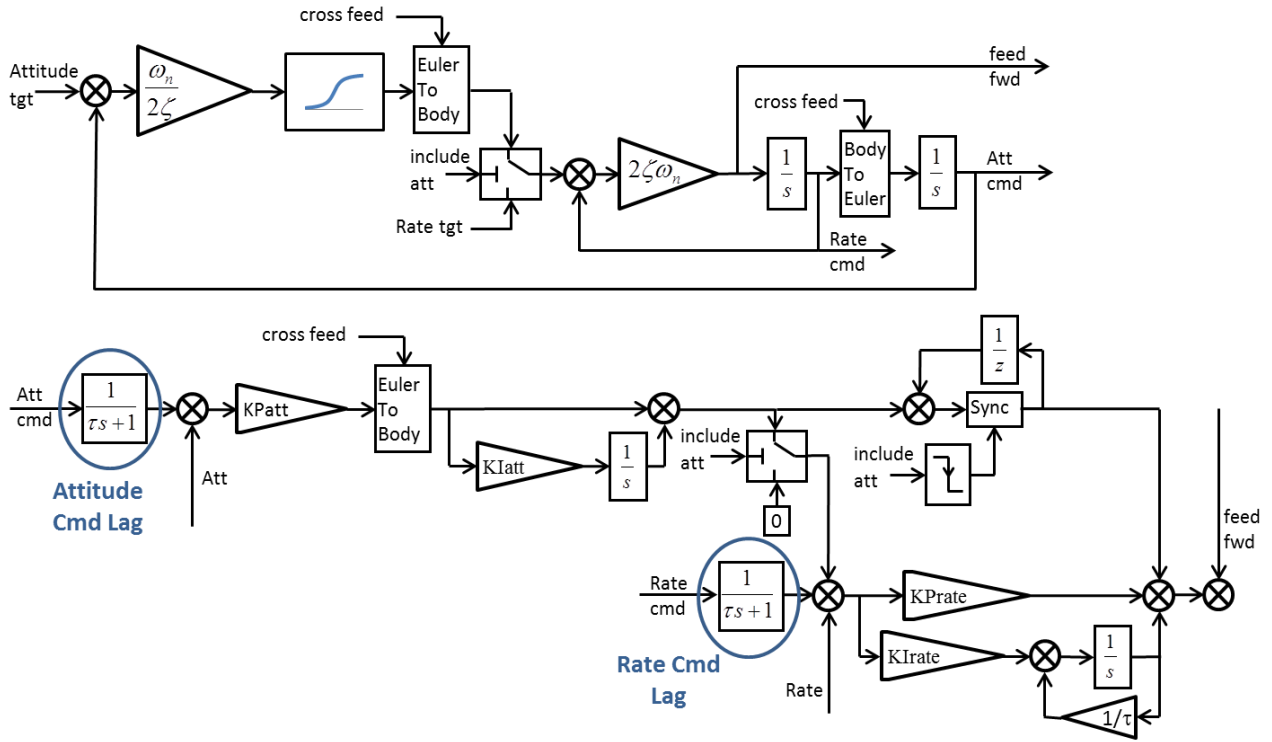 cross feed
Attitude
tgt
ω_n
2ζ
Euler
To
Body
feed
fwd
cross feed
include
att
2ζω_n
1
s
Body
To
Euler
1
s
Att
cmd
Rate tgt
Rate
cmd
cross feed
1
z
Att
cmd
1
τs+1
KPatt
Euler
To
Body
Sync
include
att
include
att
KIatt
1
s
Att
Attitude
Cmd Lag
0
feed
fwd
Rate
cmd
1
τs+1
KPrate
KIrate
1
s
Rate Cmd
Lag
Rate
1/τ